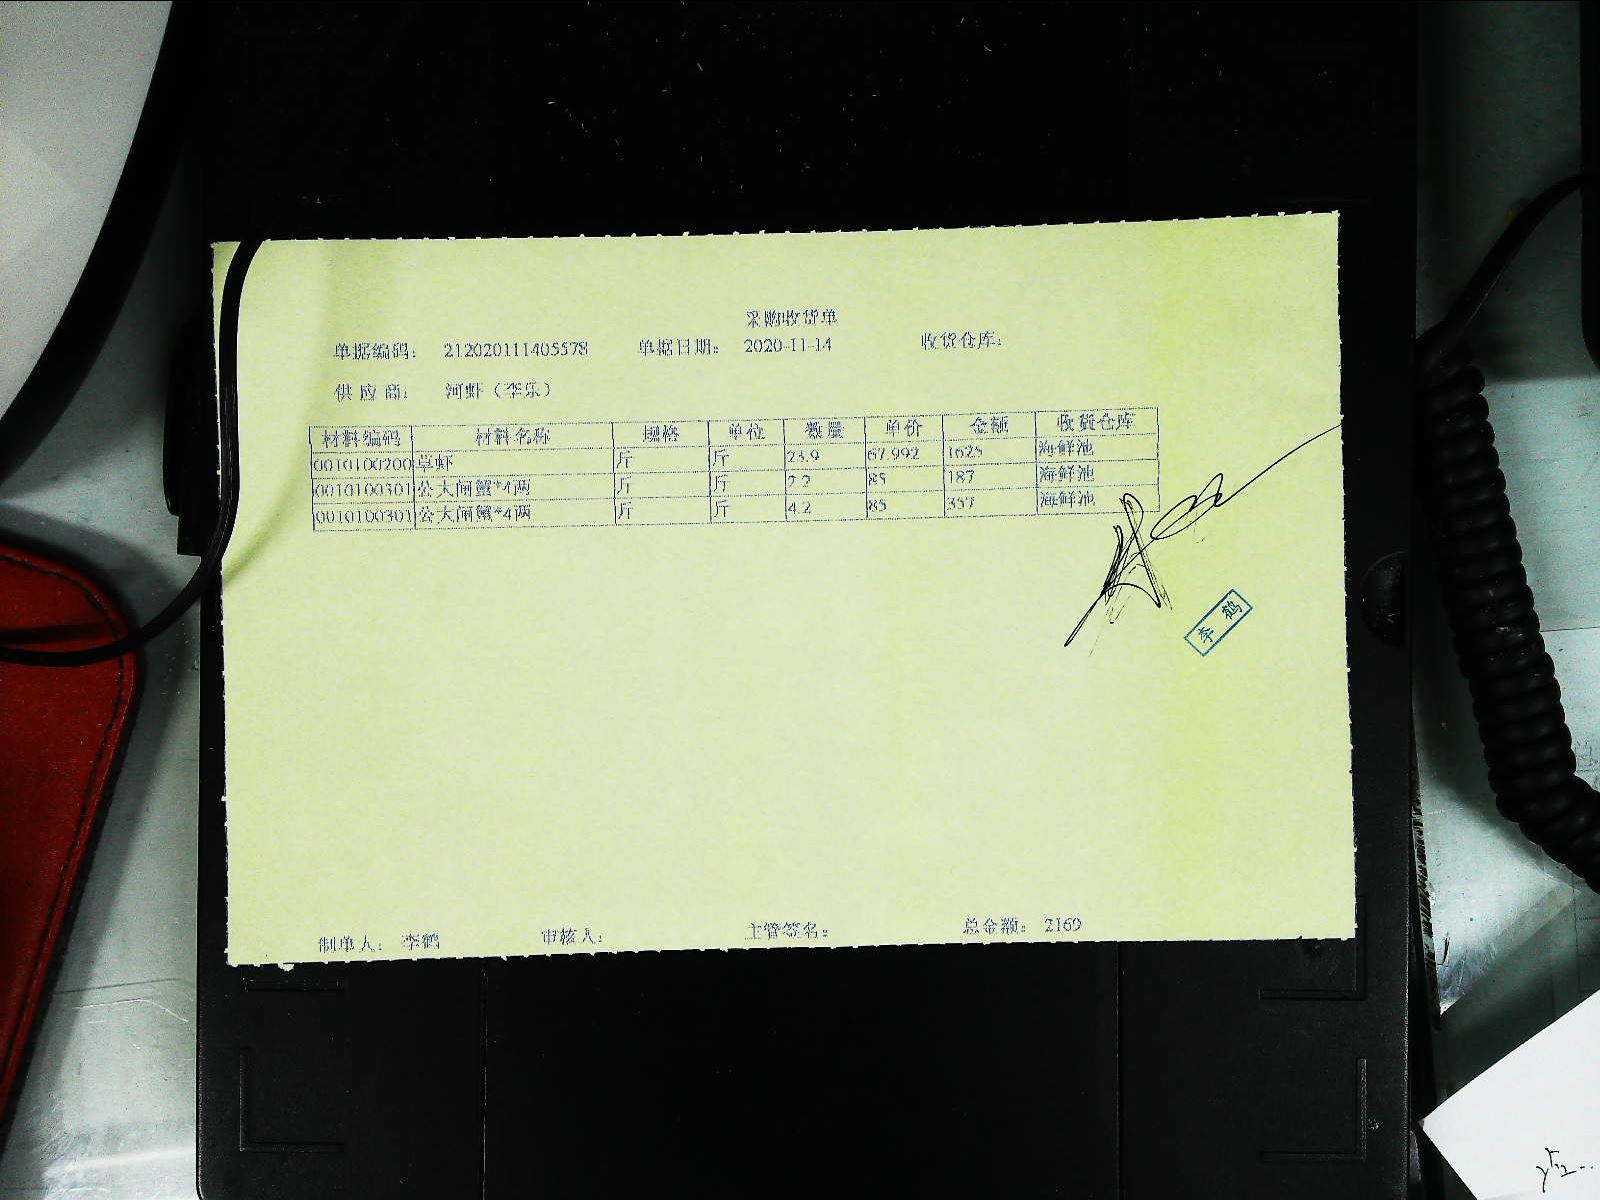 采购收货单
单据编码： 212020111405578 单据日期： 2020-11-14 收货仓库：
供应商： 河虾（李乐）
材料编码 材料名称 规格 单位 数量 单价 金额 收货仓库
0010100200 草虾 斤 斤 23.9 67.992 1625 海鲜池
0010100301 公大闸蟹*4两 斤 斤 2.2 85 187 海鲜池
0010100301 公大闸蟹*4两 斤 斤 4.2 85 357 海鲜池
李鹤
制单人： 李鹤 审核人： 主管签名： 总金额： 2169